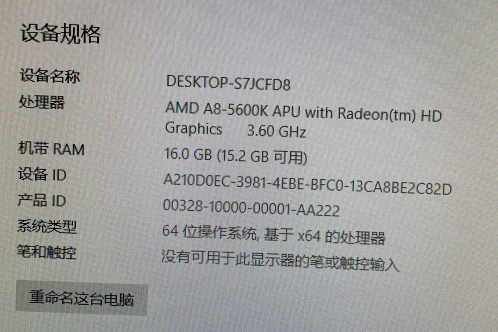 设备规格
设备名称 DESKTOP-S7JCFD8
处理器 AMD A8-5600K APU with Radeon(tm) HD
Graphics 3.60 GHz
机带 RAM 16.0 GB (15.2 GB 可用)
设备 ID A210D0EC-3981-4EBE-BFC0-13CA8BE2C82D
产品 ID 00328-10000-00001-AA222
系统类型 64 位操作系统, 基于 x64 的处理器
笔和触控 没有可用于此显示器的笔或触控输入
重命名这台电脑